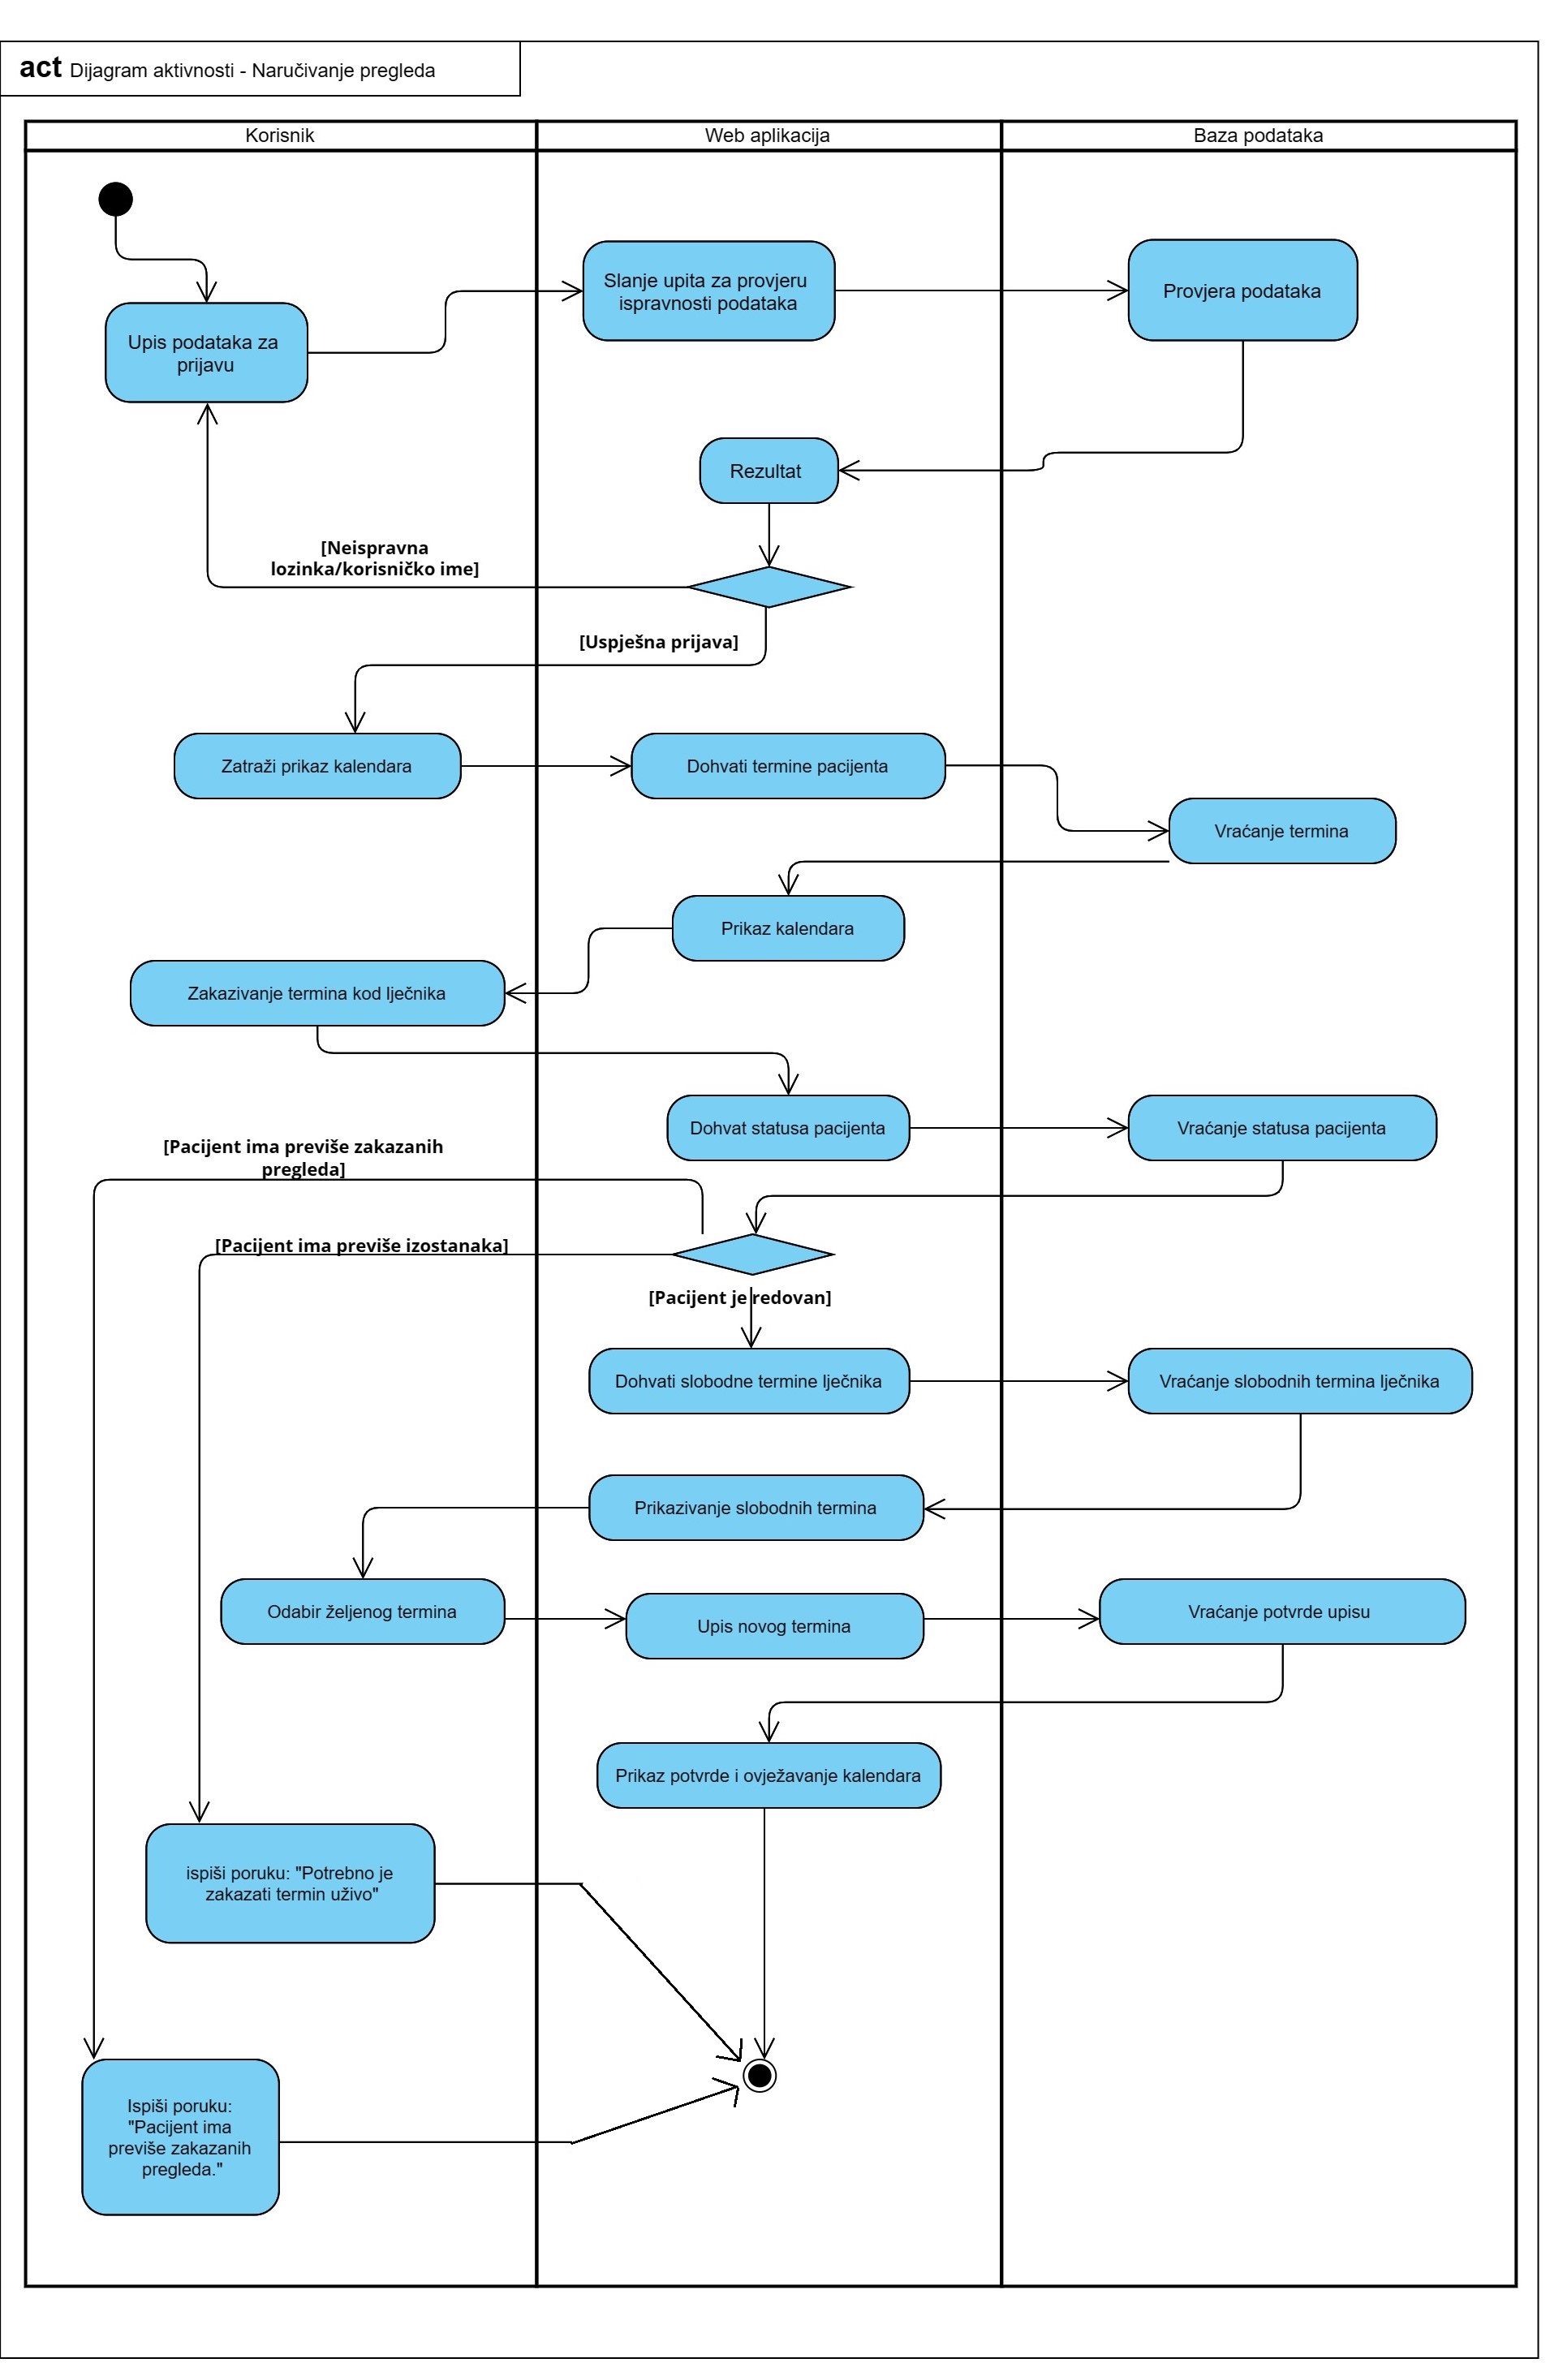 act Dijagram aktivnosti - Naručivanje pregleda
Korisnik
Web aplikacija
Baza podataka
Slanje upita za provjeru
ispravnosti podataka
Provjera podataka
Upis podataka za
prijavu
Rezultat
[Neispravna
lozinka/korisničko ime]
[Uspješna prijava]
Zatraži prikaz kalendara
Dohvati termine pacijenta
Vraćanje termina
Prikaz kalendara
Zakazivanje termina kod lječnika
Dohvat statusa pacijenta
Vraćanje statusa pacijenta
[Pacijent ima previše zakazanih
pregleda]
[Pacijent ima previše izostanaka]
[Pacijent je redovan]
Dohvati slobodne termine lječnika
Vraćanje slobodnih termina lječnika
Prikazivanje slobodnih termina
Odabir željenog termina
Upis novog termina
Vraćanje potvrde upisu
Prikaz potvrde i ovježavanje kalendara
ispiši poruku: "Potrebno je
zakazati termin uživo"
Ispiši poruku:
"Pacijent ima
previše zakazanih
pregleda."